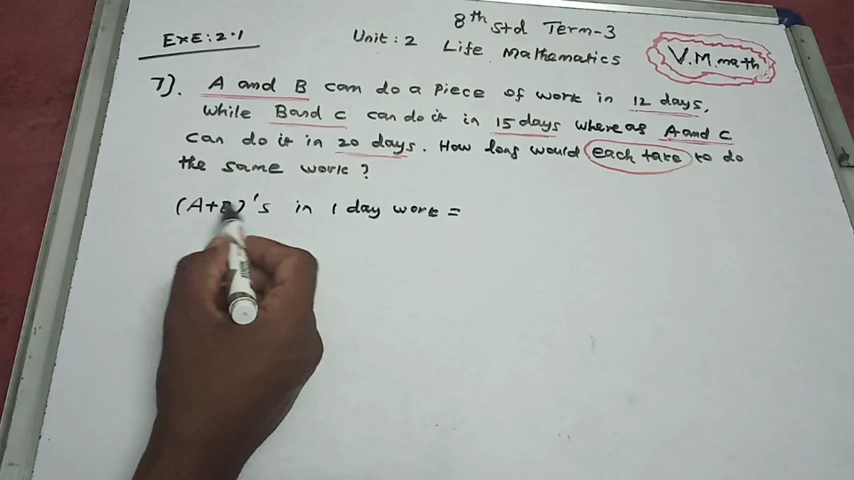 8th Std Term-3
EXE:2.1
Unit:2 Life Mathematics
V.M.math
7). A and B can do a Piece of work in 12 days,
while B and C can do it in 15 days where as A and C
can do it in 20 days. How long would each take to do
the same work?
(A+B)'s in 1 day work =